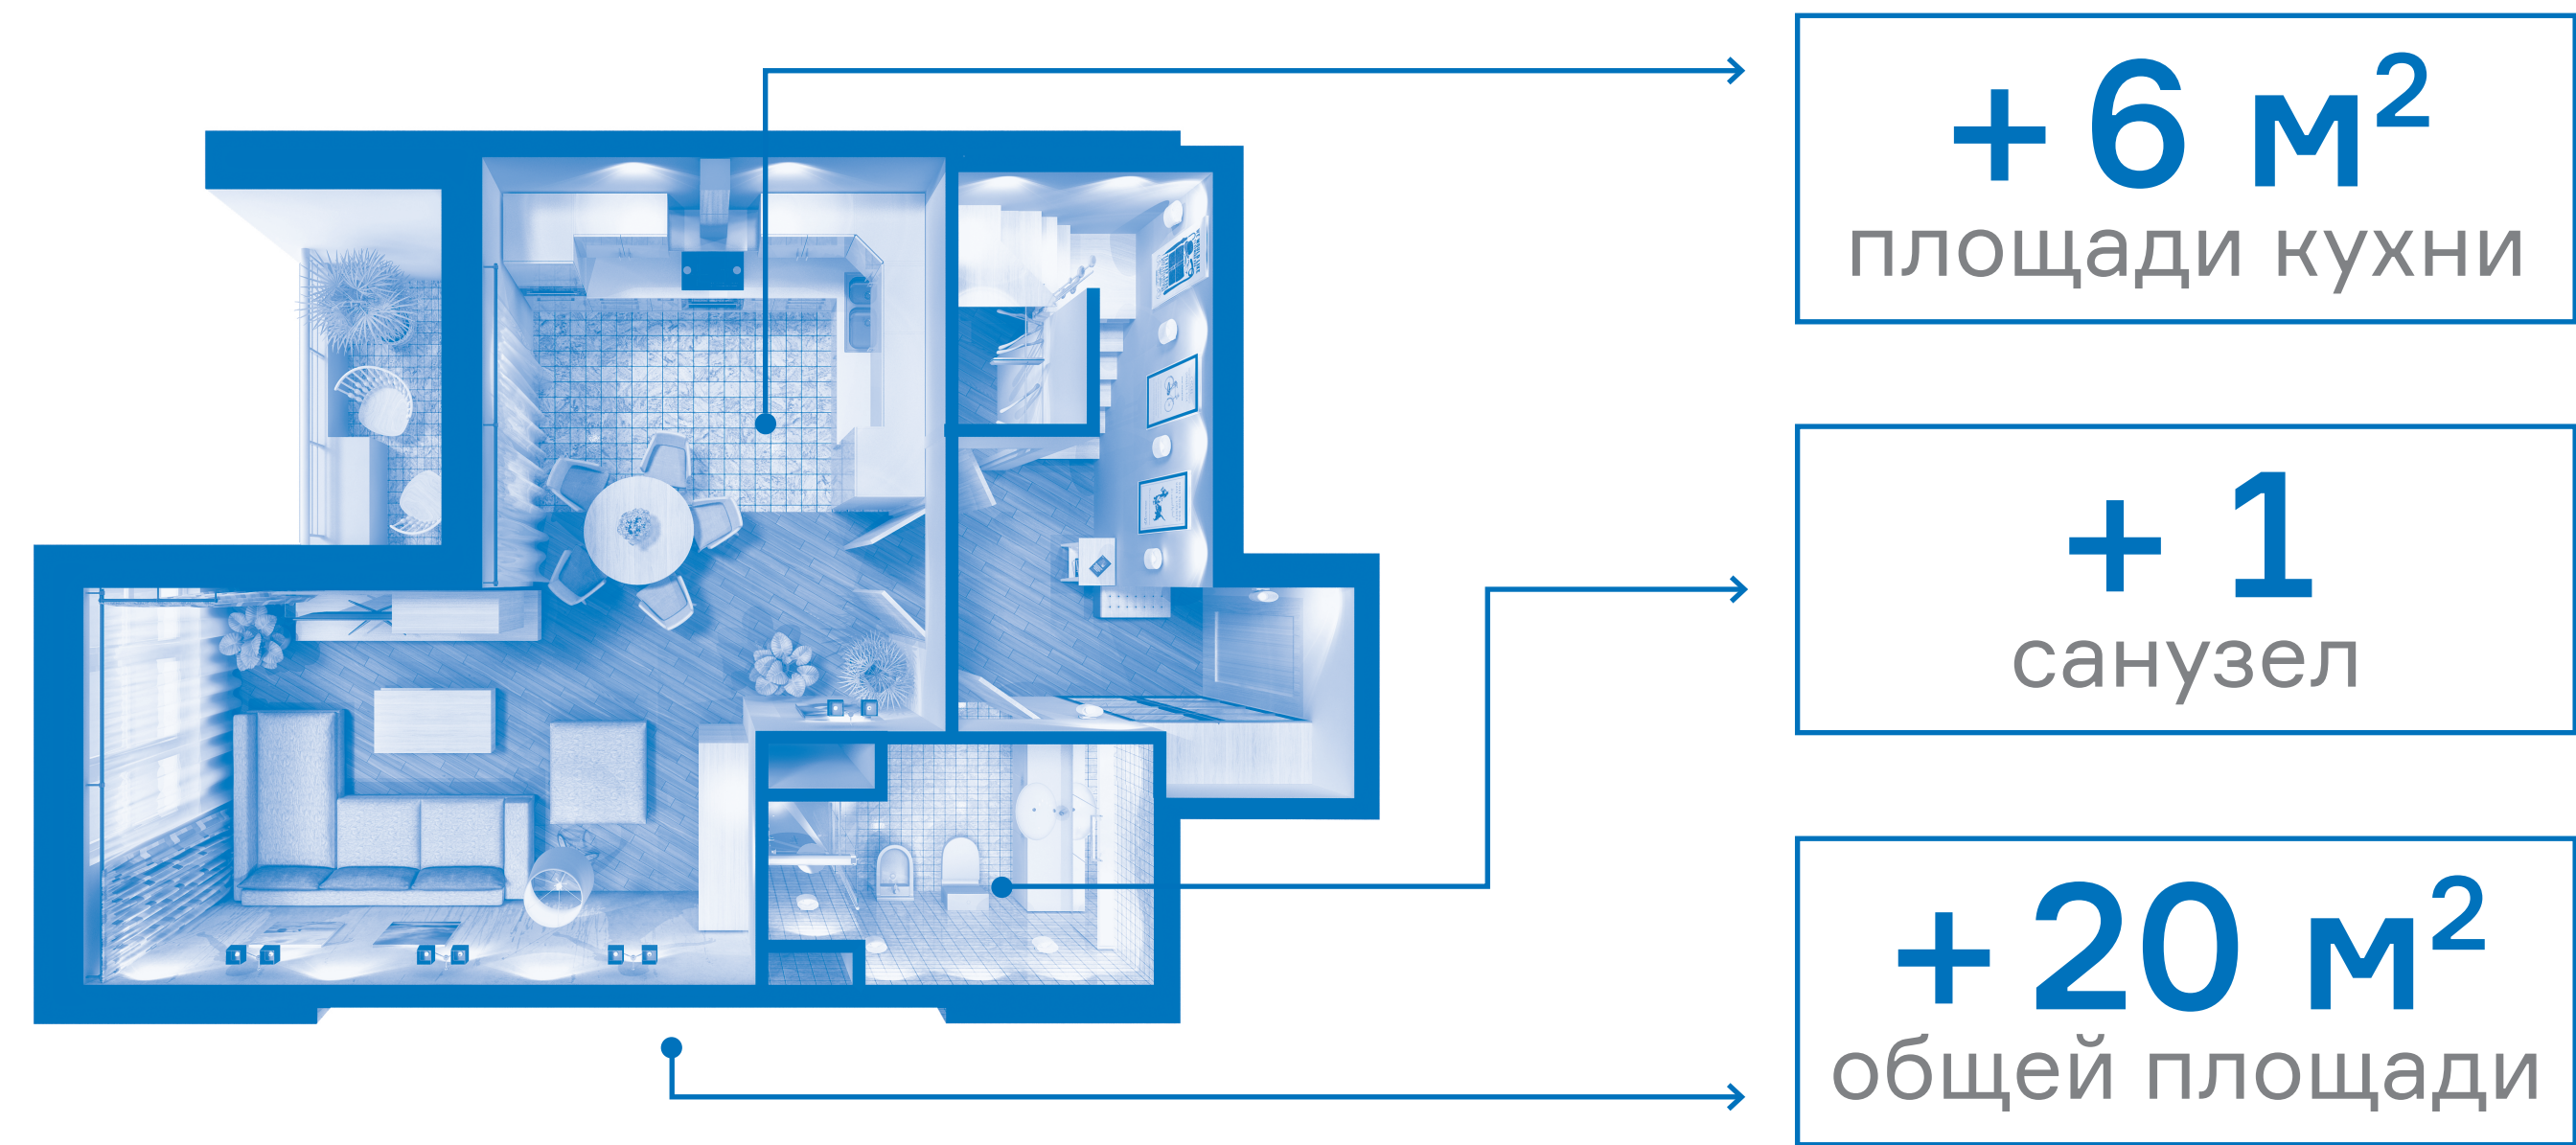 + 6 м²
площади кухни
+ 1
санузел
+ 20 м²
общей площади